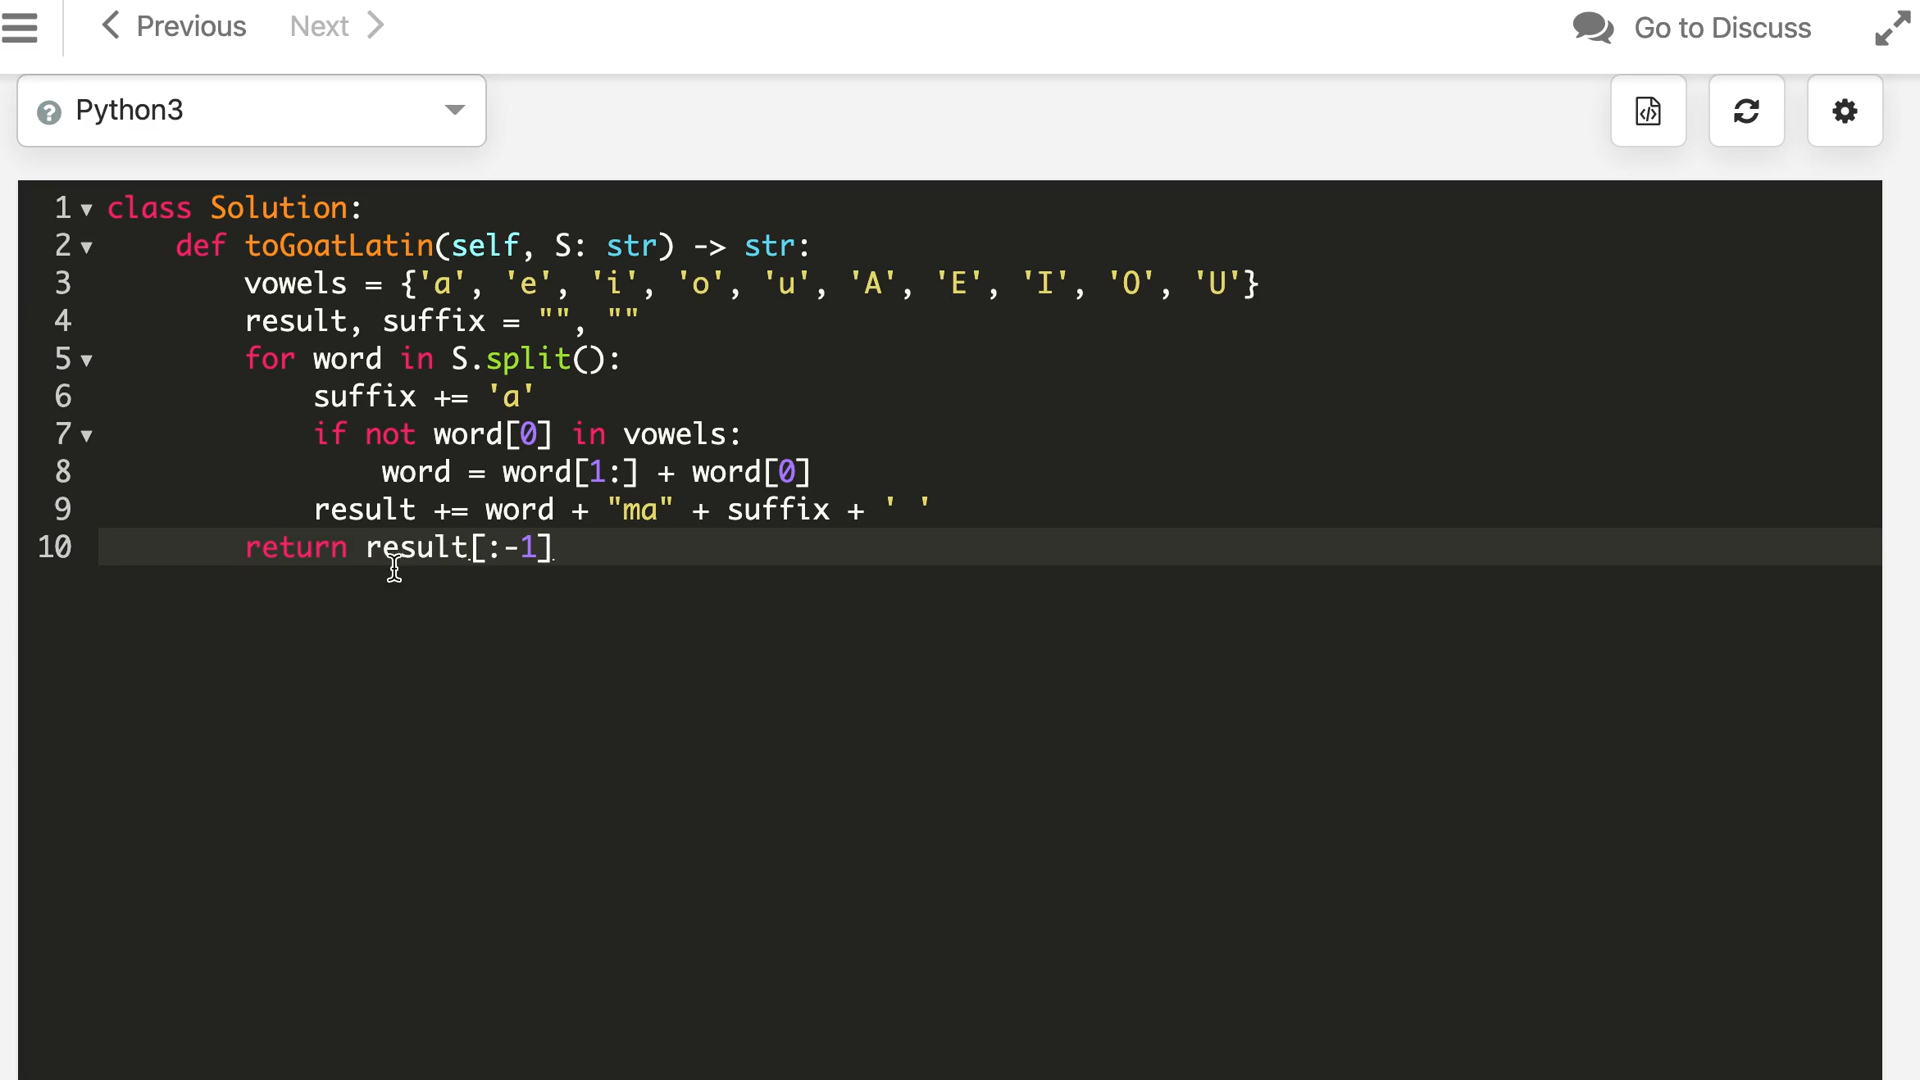 Previous Next Go to Discuss
Python3
1 class Solution:
2 def toGoatLatin(self, S: str) -> str:
3 vowels = {'a', 'e', 'i', 'o', 'u', 'A', 'E', 'I', 'O', 'U'}
4 result, suffix = "", ""
5 for word in S.split():
6 suffix += 'a'
7 if not word[0] in vowels:
8 word = word[1:] + word[0]
9 result += word + "ma" + suffix + ' '
10 return result[:-1]